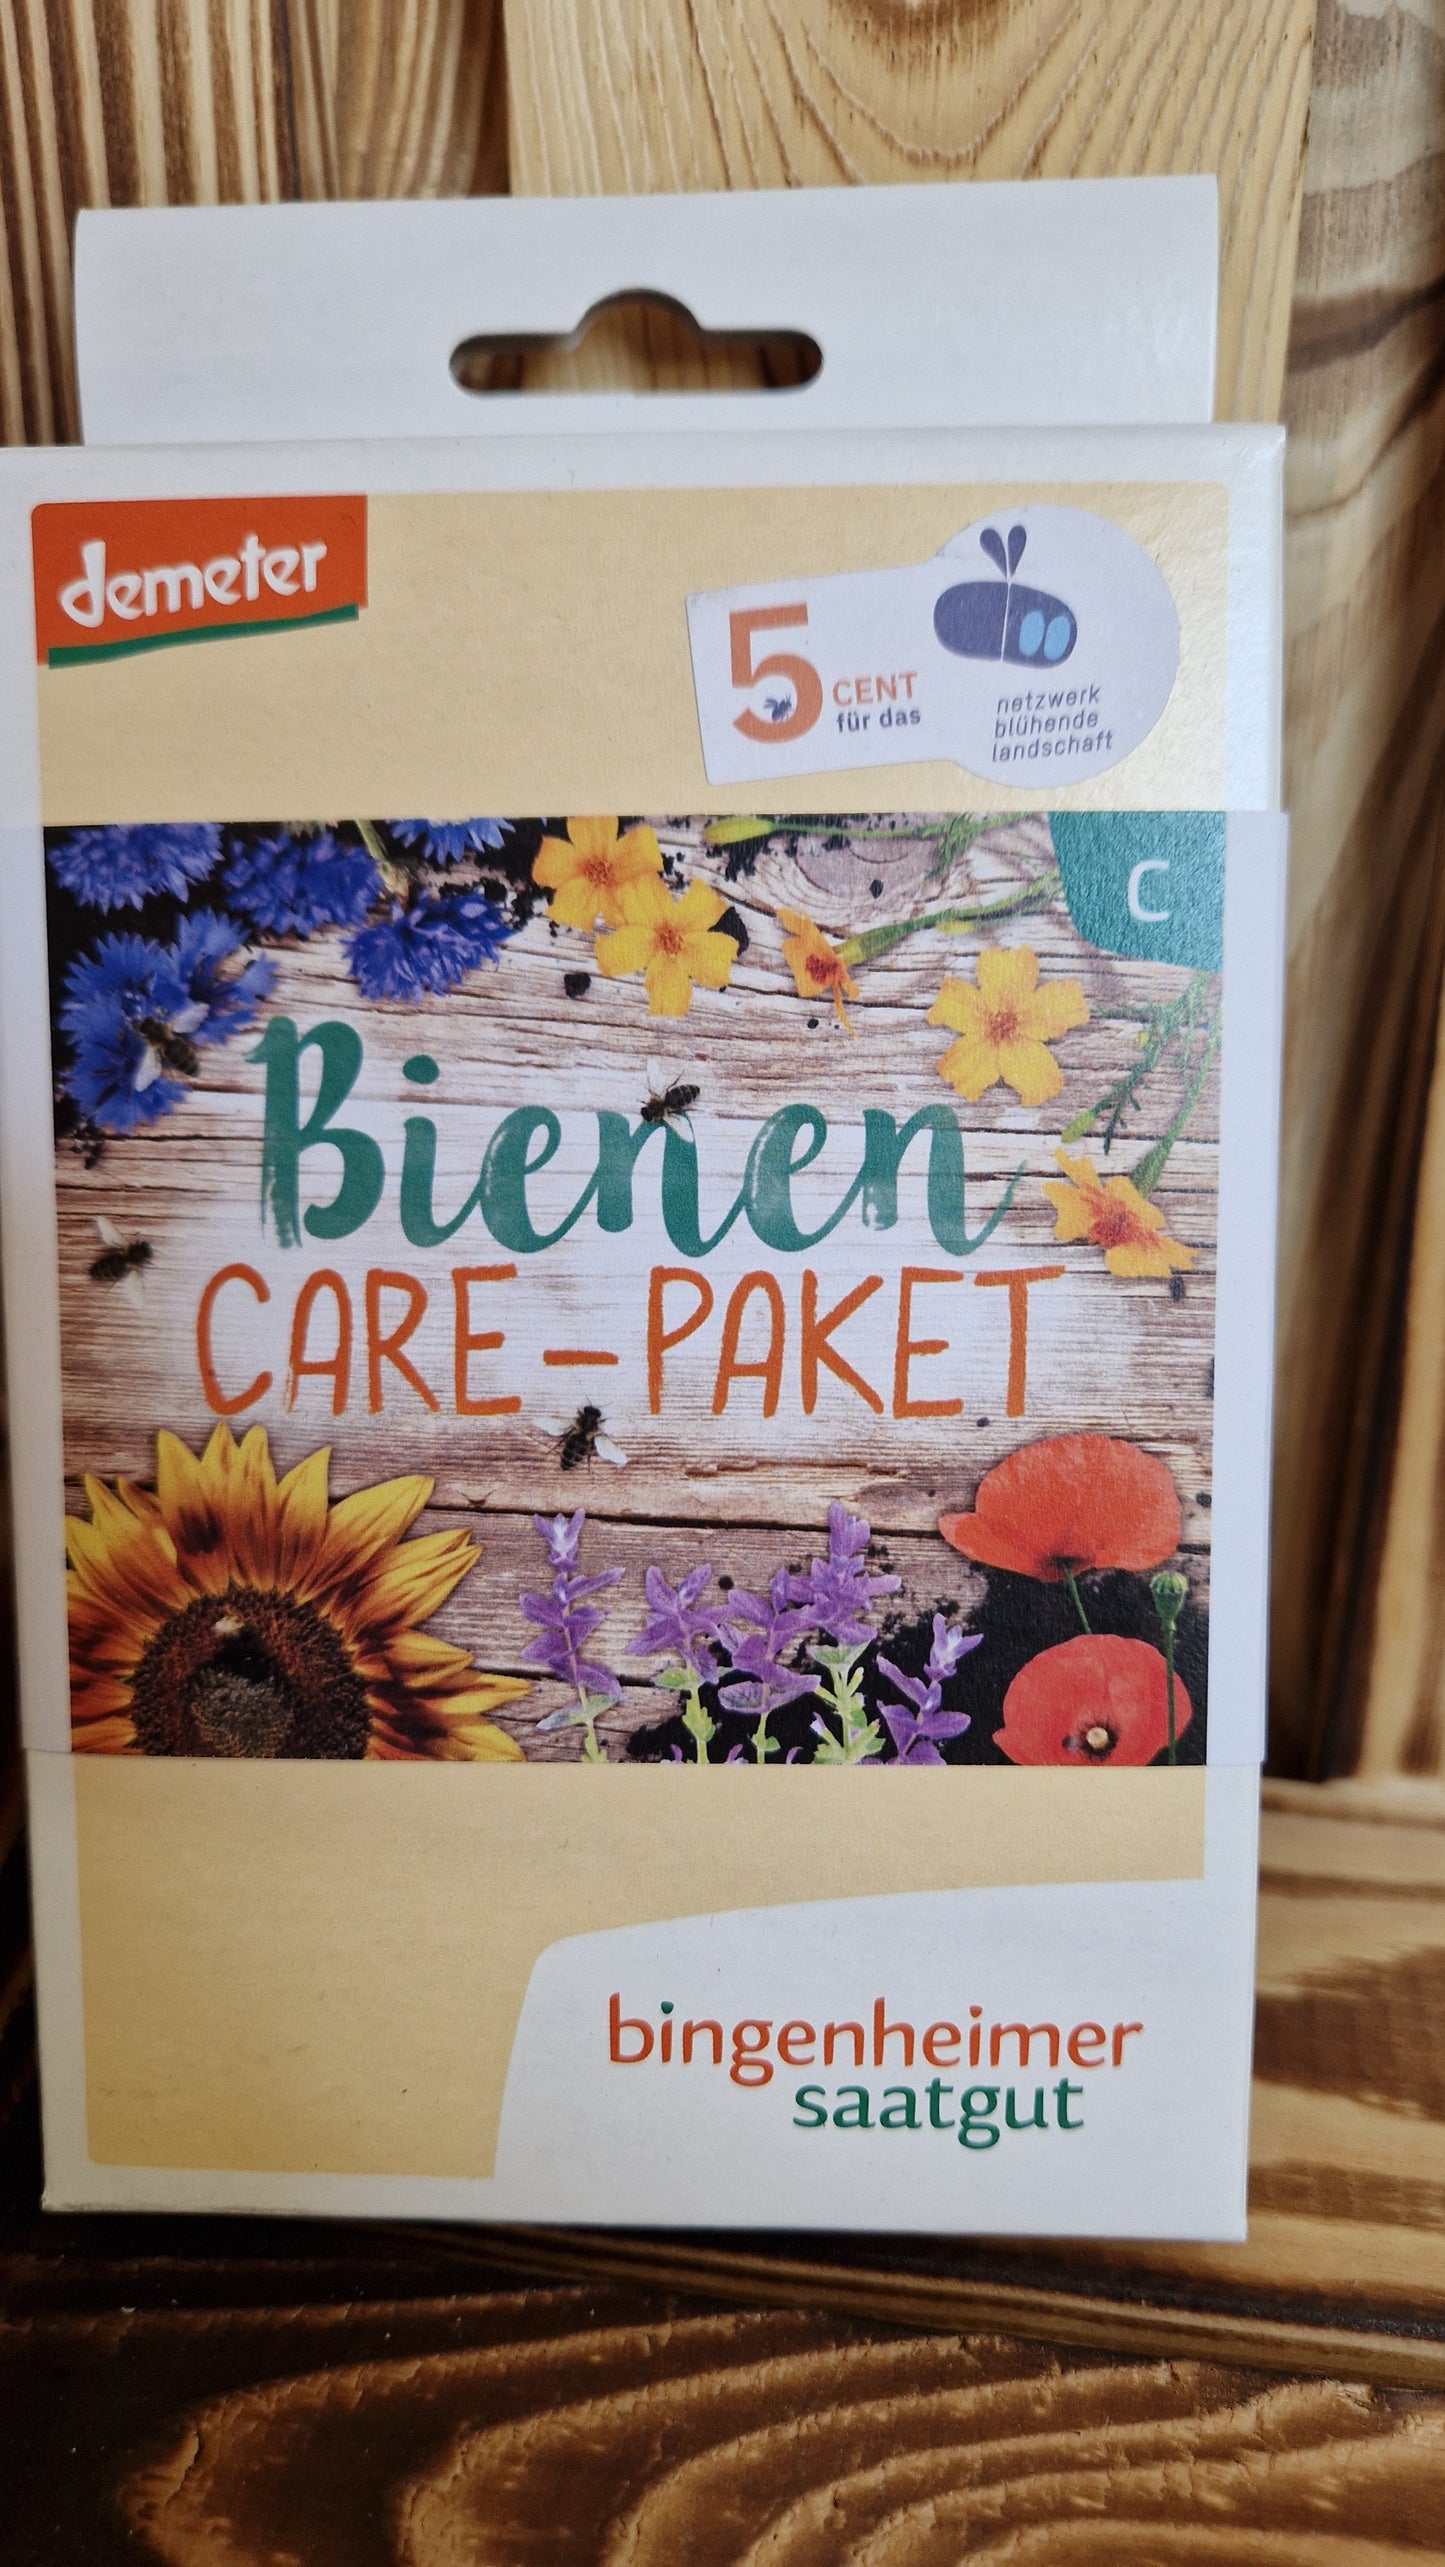 demeter
5 CENT
für das
netzwerk
blühende
landschaft
C
Bienen
CARE-PAKET
bingenheimer
saatgut